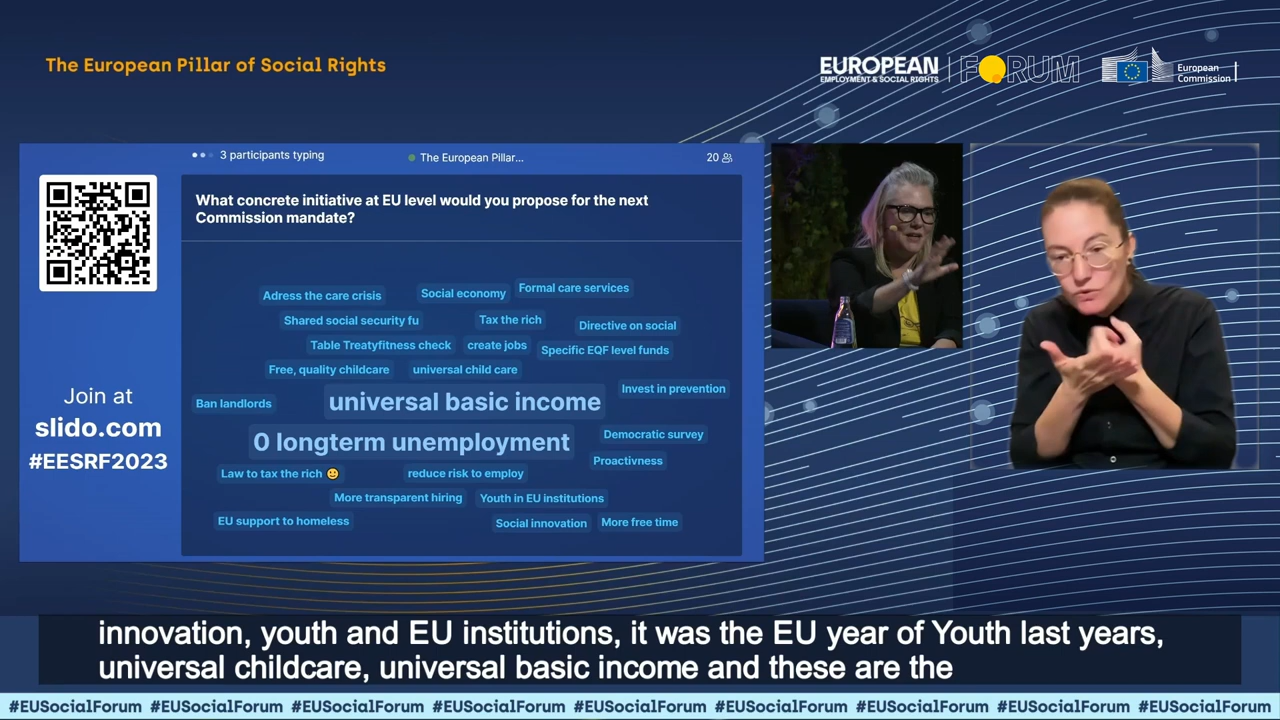 The European Pillar of Social Rights
EUROPEAN
EMPLOYMENT & SOCIAL RIGHTS
FORUM
European
Commission
3 participants typing
The European Pillar...
20
What concrete initiative at EU level would you propose for the next
Commission mandate?
Adress the care crisis
Social economy
Formal care services
Shared social security fu
Tax the rich
Directive on social
Table Treatyfitness check
create jobs
Specific EQF level funds
Free, quality childcare
universal child care
Invest in prevention
Ban landlords
universal basic income
0 longterm unemployment
Democratic survey
Proactivness
Law to tax the rich 😀
reduce risk to employ
More transparent hiring
Youth in EU institutions
EU support to homeless
Social innovation
More free time
Join at
slido.com
#EESRF2023
innovation, youth and EU institutions, it was the EU year of Youth last years,
universal childcare, universal basic income and these are the
#EUSocialForum #EUSocialForum #EUSocialForum #EUSocialForum #EUSocialForum #EUSocialForum #EUSocialForum #EUSocialForum #EUSocialForum